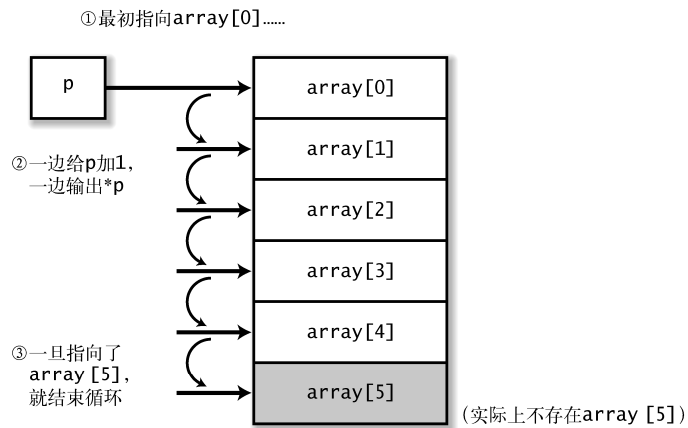 ①最初指向array[0]……
p
array[0]
array[1]
②一边给p加1,
一边输出*p
array[2]
array[3]
array[4]
③一旦指向了
array [5],
就结束循环
array[5]
(实际上不存在array [5])